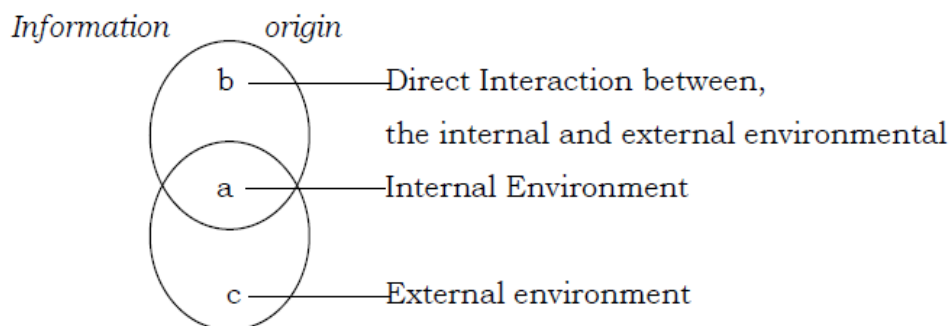 Information origin
b Direct Interaction between,
the internal and external environmental
a Internal Environment
c External environment